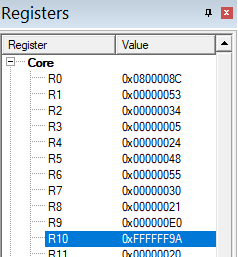 Registers
Register Value
Core
R0 0x0800008C
R1 0x00000053
R2 0x00000034
R3 0x00000005
R4 0x00000024
R5 0x00000048
R6 0x00000055
R7 0x00000030
R8 0x00000021
R9 0x000000E0
R10 0xFFFFFF9A
R11 0x00000020